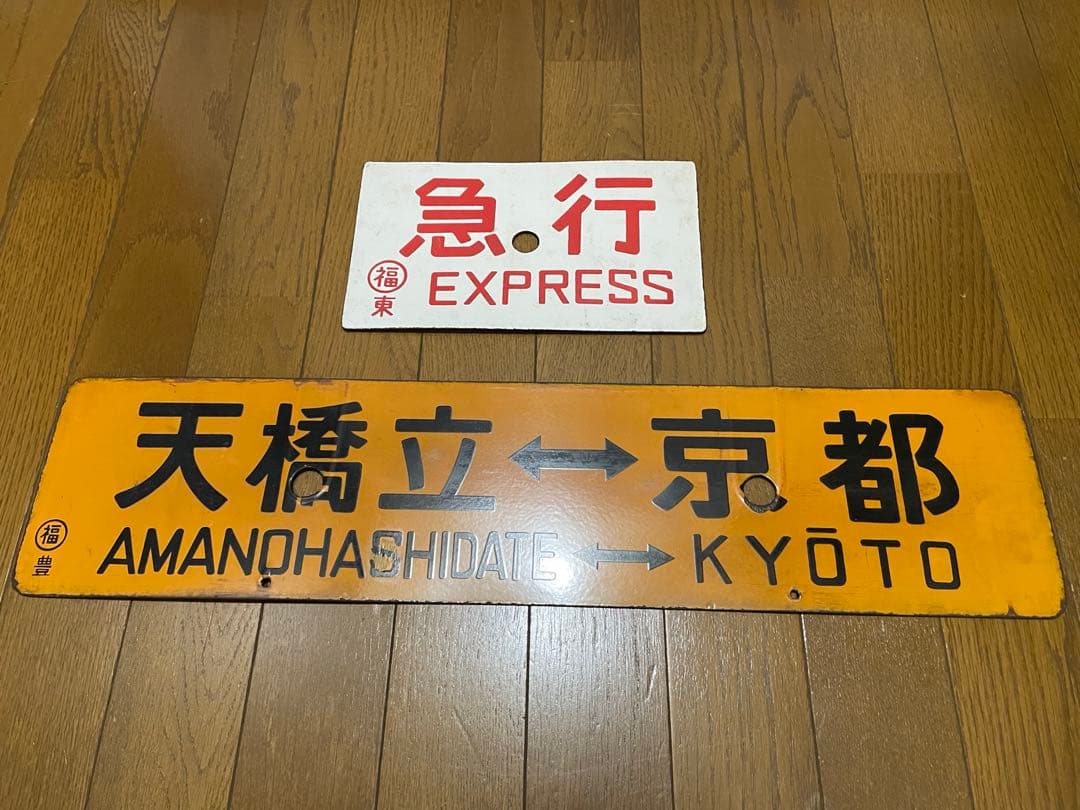 急行
福 EXPRESS
東
天橋立↔京都
福 AMANOHASHIDATE↔KYŌTO
豊